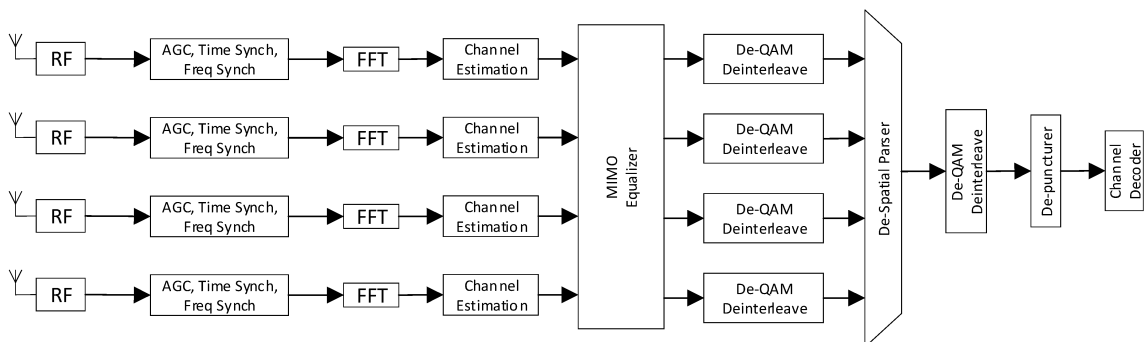 RF
AGC, Time Synch,
Freq Synch
FFT
Channel
Estimation
De-QAM
Deinterleave
RF
AGC, Time Synch,
Freq Synch
FFT
Channel
Estimation
De-QAM
Deinterleave
RF
AGC, Time Synch,
Freq Synch
FFT
Channel
Estimation
De-QAM
Deinterleave
RF
AGC, Time Synch,
Freq Synch
FFT
Channel
Estimation
De-QAM
Deinterleave
MIMO
Equalizer
De-Spatial Parser
De-QAM
Deinterleave
De-puncturer
Channel
Decoder